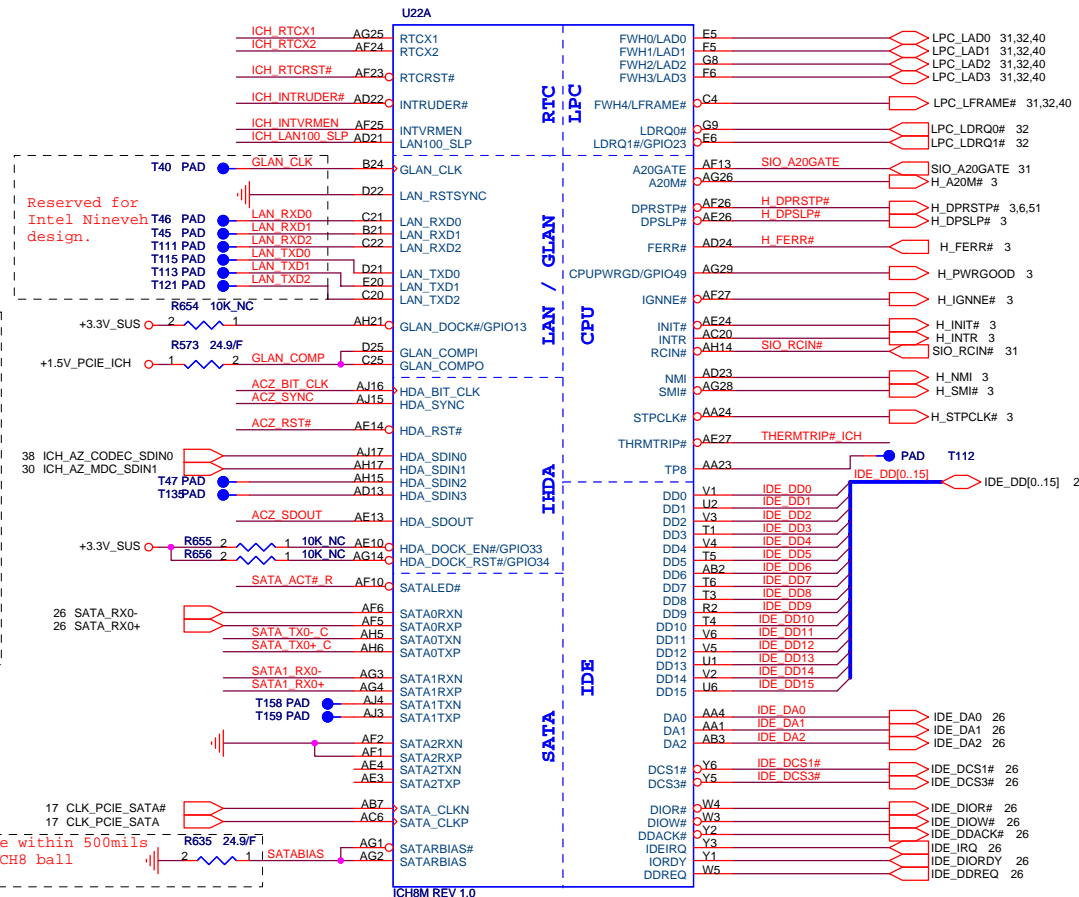 U22A
ICH_RTCX1 AG25 RTCX1 FWH0/LAD0 E5 LPC_LAD0 31,32,40
ICH_RTCX2 AF24 RTCX2 FWH1/LAD1 F5 LPC_LAD1 31,32,40
FWH2/LAD2 G8 LPC_LAD2 31,32,40
ICH_RTCRST# AF23 RTCRST# FWH3/LAD3 F6 LPC_LAD3 31,32,40
ICH_INTRUDER# AD22 INTRUDER# RTC LPC FWH4/LFRAME# C4 LPC_LFRAME# 31,32,40
ICH_INTVRMEN AF25 INTVRMEN LDRQ0# G9 LPC_LDRQ0# 32
ICH_LAN100_SLP AD21 LAN100_SLP LDRQ1#/GPIO23 E6 LPC_LDRQ1# 32
T40 PAD GLAN_CLK B24 GLAN_CLK A20GATE AF13 SIO_A20GATE SIO_A20GATE 31
A20M# AG26 H_A20M# 3
D22 LAN_RSTSYNC
Reserved for
Intel Nineveh
design.
DPRSTP# AF26 H_DPRSTP# H_DPRSTP# 3,6,51
T46 PAD LAN_RXD0 C21 LAN_RXD0 DPSLP# AE26 H_DPSLP# H_DPSLP# 3
T45 PAD LAN_RXD1 B21 LAN_RXD1
T111 PAD LAN_RXD2 C22 LAN_RXD2 FERR# AD24 H_FERR# H_FERR# 3
T115 PAD LAN_TXD0 D21 LAN_TXD0 CPUPWRGD/GPIO49 AG29 H_PWRGOOD 3
T113 PAD LAN_TXD1 E20 LAN_TXD1
T121 PAD LAN_TXD2 C20 LAN_TXD2 IGNNE# AF27 H_IGNNE# 3
LAN / GLAN CPU
R654 10K_NC
+3.3V_SUS 2 1 AH21 GLAN_DOCK#/GPIO13 INIT# AE24 H_INIT# 3
INTR AC20 H_INTR 3
R573 24.9/F D25 GLAN_COMPI RCIN# AH14 SIO_RCIN# SIO_RCIN# 31
+1.5V_PCIE_ICH 1 2 GLAN_COMP C25 GLAN_COMPO
NMI AD23 H_NMI 3
ACZ_BIT_CLK AJ16 HDA_BIT_CLK SMI# AG28 H_SMI# 3
ACZ_SYNC AJ15 HDA_SYNC
STPCLK# AA24 H_STPCLK# 3
ACZ_RST# AE14 HDA_RST#
THRMTRIP# AE27 THERMTRIP#_ICH
38 ICH_AZ_CODEC_SDIN0 AJ17 HDA_SDIN0
30 ICH_AZ_MDC_SDIN1 AH17 HDA_SDIN1 TP8 AA23 PAD T112
T47 PAD AH15 HDA_SDIN2
T135PAD AD13 HDA_SDIN3
IHDA
IDE_DD[0..15] IDE_DD[0..15] 2
DD0 V1 IDE_DD0
DD1 U2 IDE_DD1
ACZ_SDOUT AE13 HDA_SDOUT DD2 V3 IDE_DD2
DD3 T1 IDE_DD3
+3.3V_SUS R655 2 1 10K_NC AE10 HDA_DOCK_EN#/GPIO33 DD4 V4 IDE_DD4
R656 2 1 10K_NC AG14 HDA_DOCK_RST#/GPIO34 DD5 T5 IDE_DD5
DD6 AB2 IDE_DD6
SATA_ACT#_R AF10 SATALED# DD7 T6 IDE_DD7
DD8 T3 IDE_DD8
26 SATA_RX0- AF6 SATA0RXN DD9 R2 IDE_DD9
26 SATA_RX0+ AF5 SATA0RXP DD10 T4 IDE_DD10
SATA_TX0-_C AH5 SATA0TXN DD11 V6 IDE_DD11
SATA_TX0+_C AH6 SATA0TXP DD12 V5 IDE_DD12
DD13 U1 IDE_DD13
SATA1_RX0- AG3 SATA1RXN DD14 V2 IDE_DD14
SATA1_RX0+ AG4 SATA1RXP DD15 U6 IDE_DD15
T158 PAD AJ4 SATA1TXN
T159 PAD AJ3 SATA1TXP DA0 AA4 IDE_DA0 IDE_DA0 26
SATA IDE
DA1 AA1 IDE_DA1 IDE_DA1 26
AF2 SATA2RXN DA2 AB3 IDE_DA2 IDE_DA2 26
AF1 SATA2RXP
AE4 SATA2TXN DCS1# Y6 IDE_DCS1# IDE_DCS1# 26
AE3 SATA2TXP DCS3# Y5 IDE_DCS3# IDE_DCS3# 26
17 CLK_PCIE_SATA# AB7 SATA_CLKN DIOR# W4 IDE_DIOR# 26
17 CLK_PCIE_SATA AC6 SATA_CLKP DIOW# W3 IDE_DIOW# 26
DDACK# Y2 IDE_DDACK# 26
e within 500mils
CH8 ball
R635 24.9/F AG1 SATARBIAS# IDEIRQ Y3 IDE_IRQ 26
2 1 SATABIAS AG2 SATARBIAS IORDY Y1 IDE_DIORDY 26
DDREQ W5 IDE_DDREQ 26
ICH8M REV 1.0